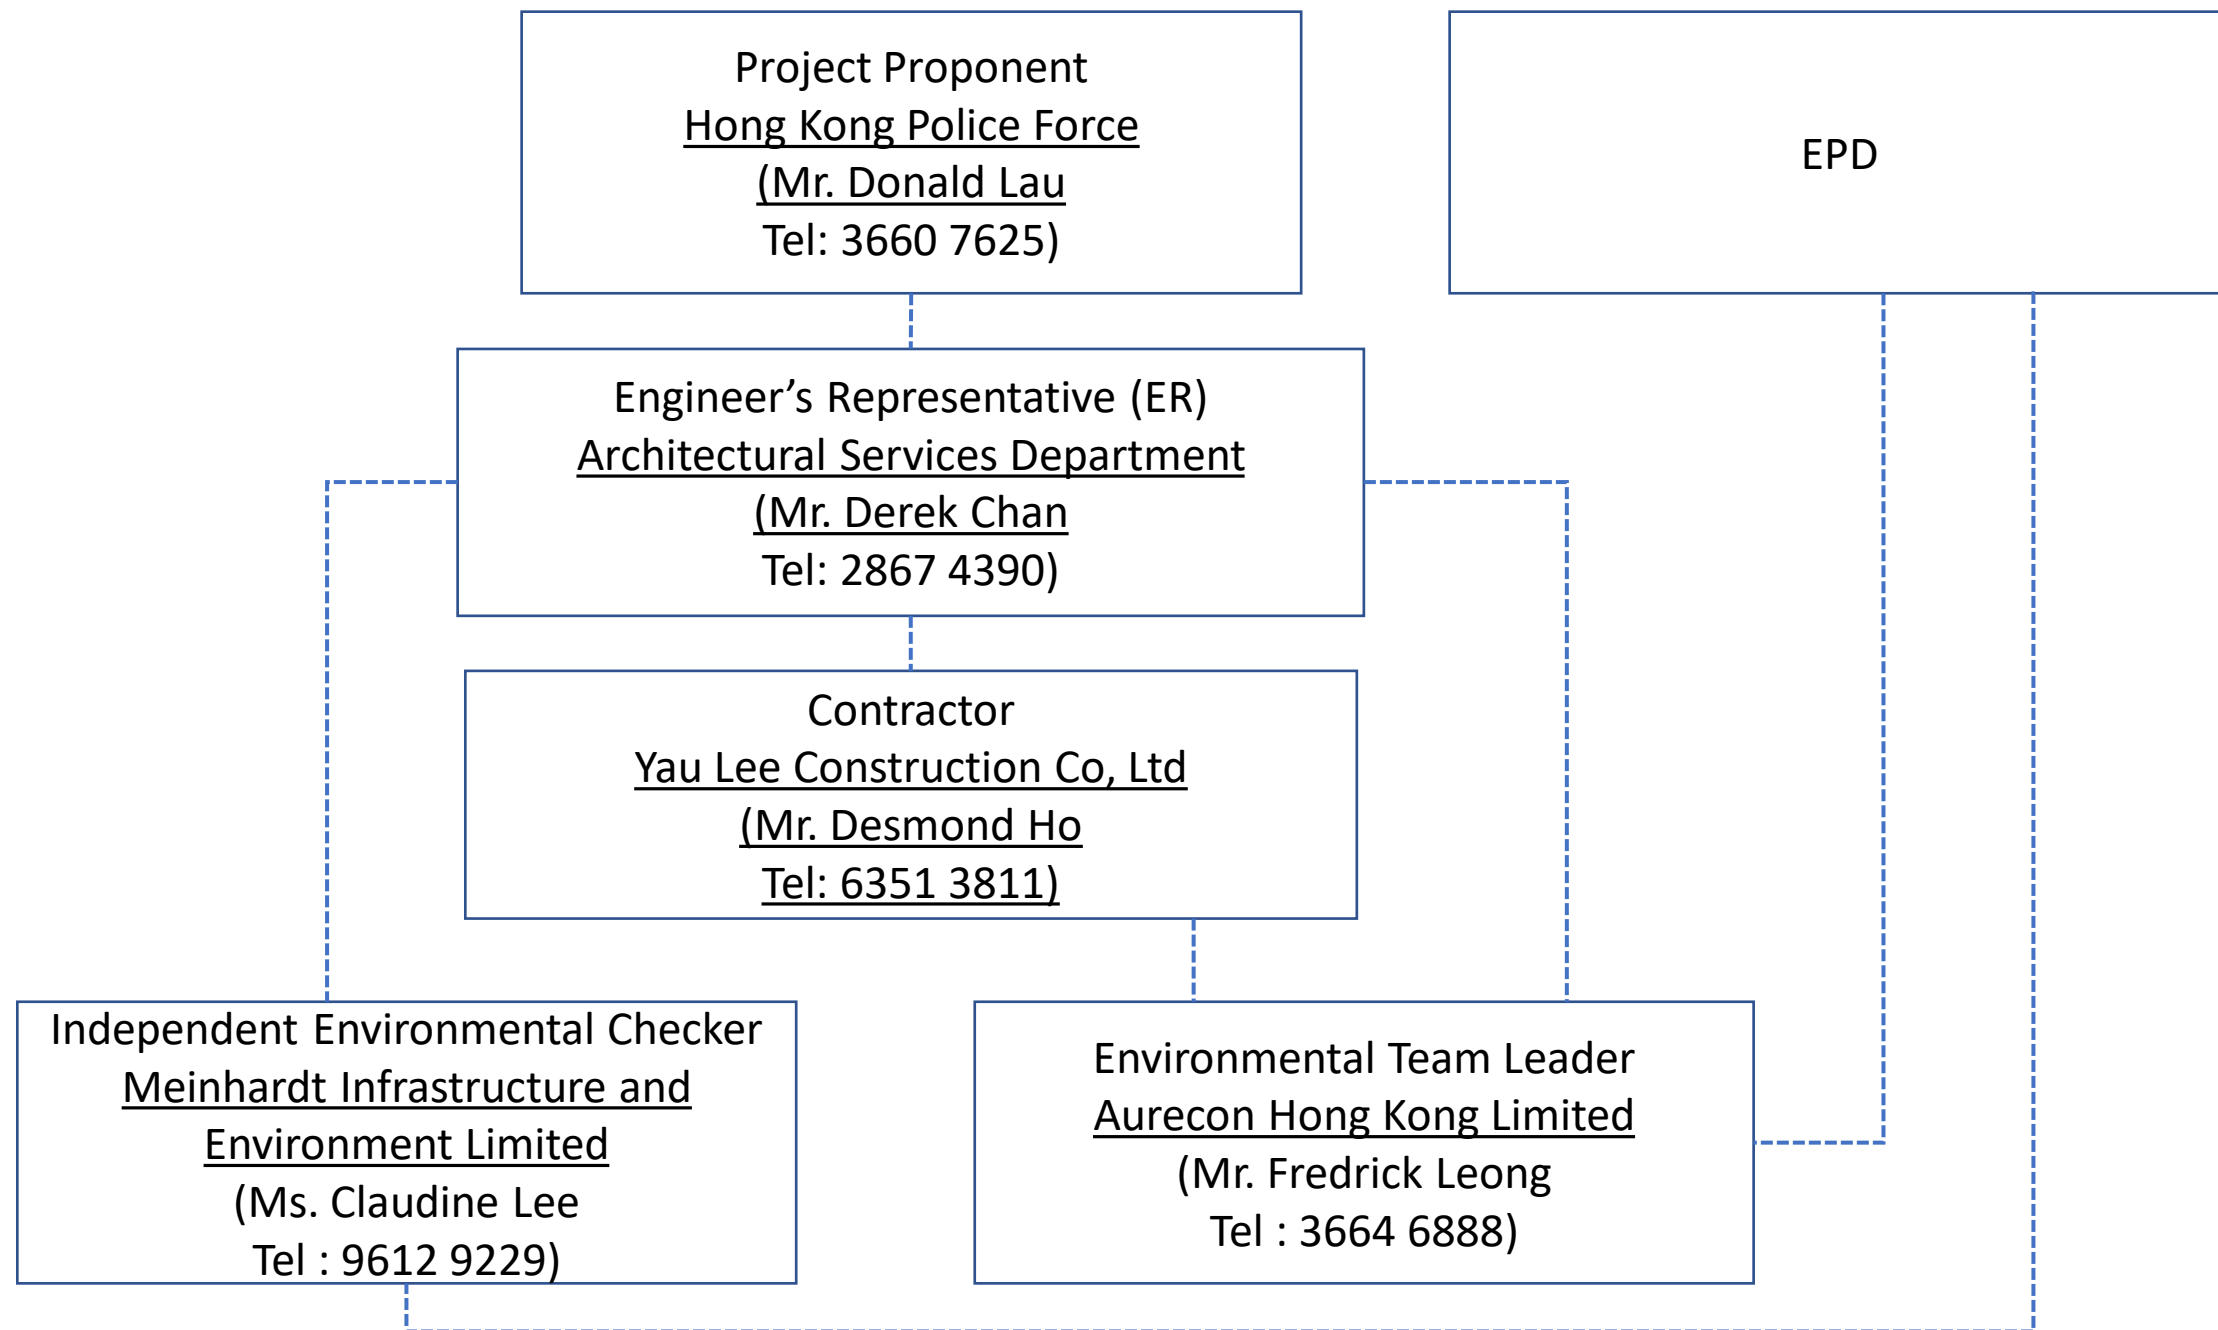 Project Proponent
Hong Kong Police Force
(Mr. Donald Lau
Tel: 3660 7625)
EPD
Engineer’s Representative (ER)
Architectural Services Department
(Mr. Derek Chan
Tel: 2867 4390)
Contractor
Yau Lee Construction Co, Ltd
(Mr. Desmond Ho
Tel: 6351 3811)
Independent Environmental Checker
Meinhardt Infrastructure and
Environment Limited
(Ms. Claudine Lee
Tel : 9612 9229)
Environmental Team Leader
Aurecon Hong Kong Limited
(Mr. Fredrick Leong
Tel : 3664 6888)